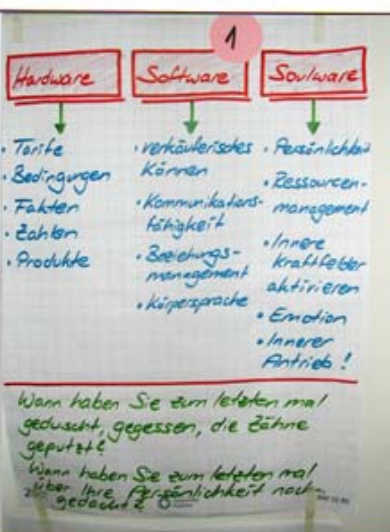 1
Hardware
Software
Soulware
• Tarife
• Bedingungen
• Fakten
• Zahlen
• Produkte
• verkäuferisches
Können
• Kommunikations-
fähigkeit
• Beziehungs-
management
• Körpersprache
• Persönlichkeit
• Ressourcen-
management
• Innere
Kraftfelder
aktivieren
• Emotion
• Innerer
Antrieb !
Wann haben Sie zum letzten mal
geduscht, gegessen, die Zähne
geputzt?
Wann haben Sie zum letzten mal
über Ihre Persönlichkeit nach-
gedacht?